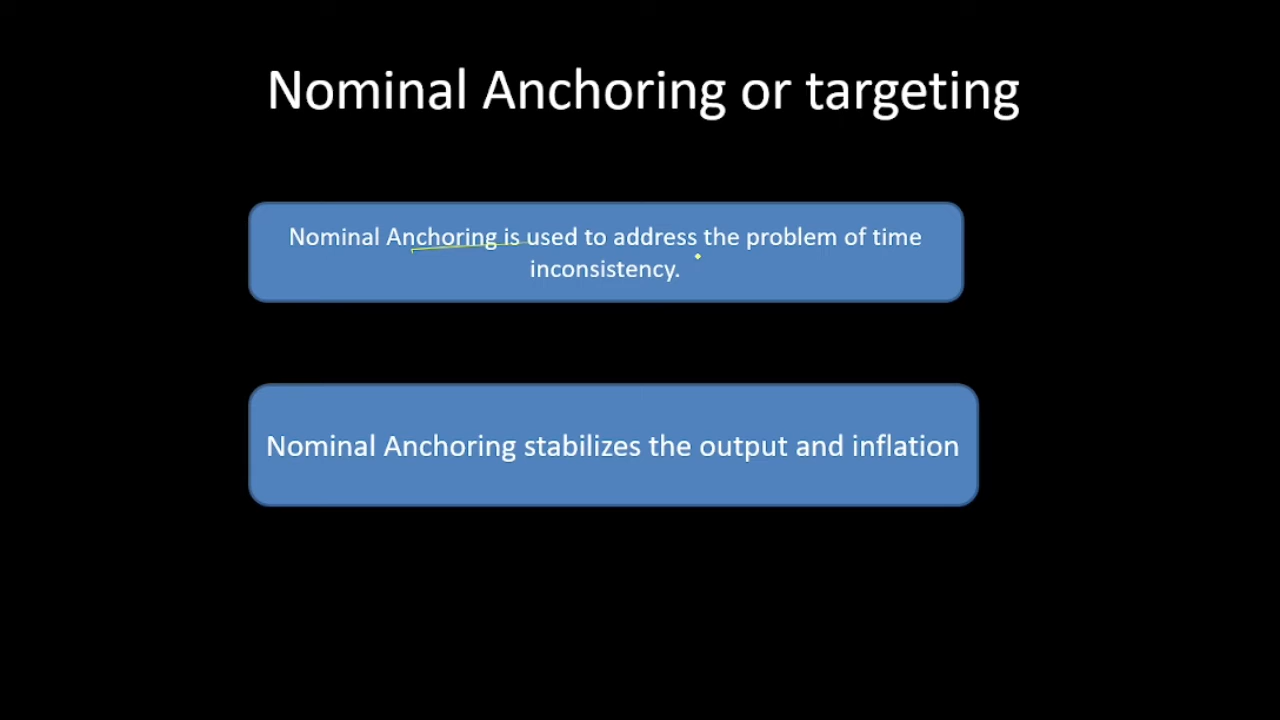 Nominal Anchoring or targeting
Nominal Anchoring is used to address the problem of time
inconsistency.
Nominal Anchoring stabilizes the output and inflation